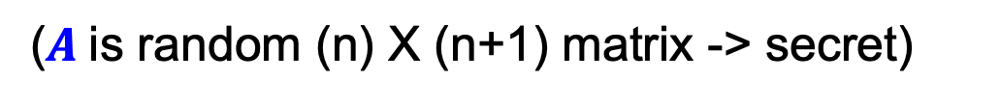 (A is random (n) X (n+1) matrix -> secret)